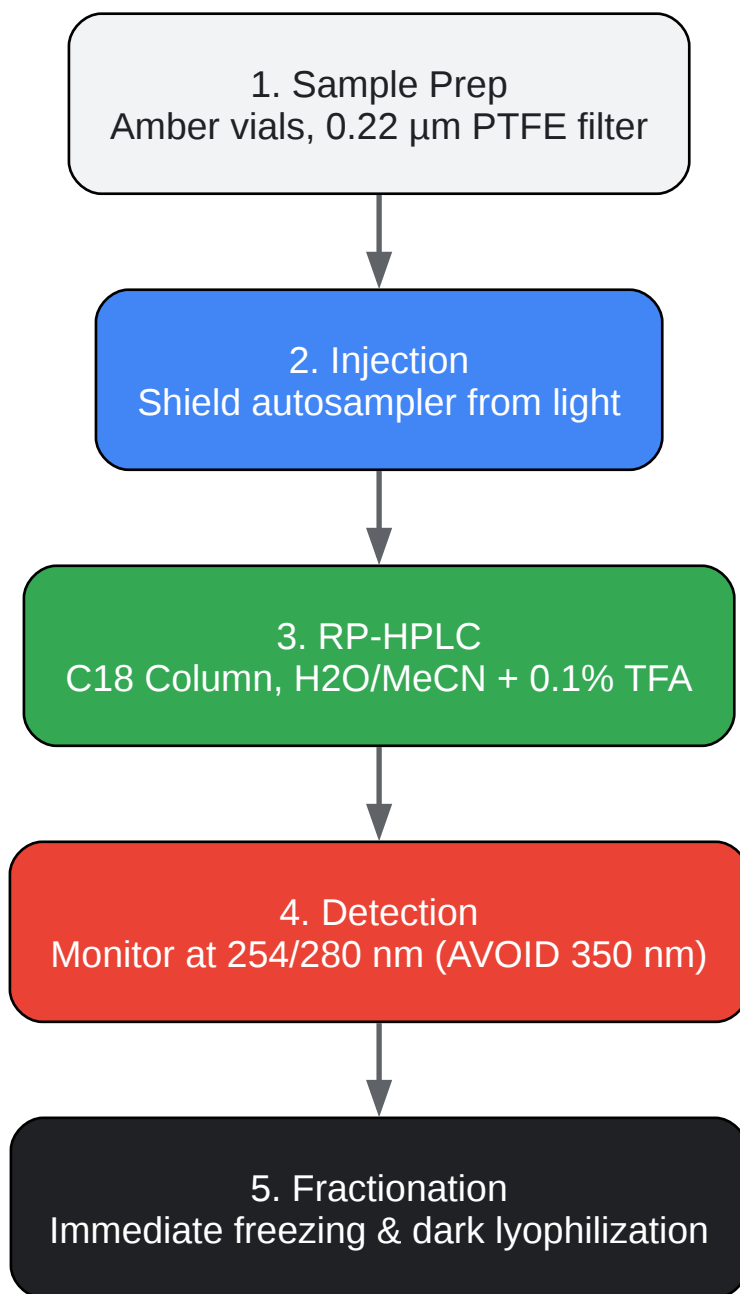 1. Sample Prep
Amber vials, 0.22 µm PTFE filter
2. Injection
Shield autosampler from light
3. RP-HPLC
C18 Column, H2O/MeCN + 0.1% TFA
4. Detection
Monitor at 254/280 nm (AVOID 350 nm)
5. Fractionation
Immediate freezing & dark lyophilization